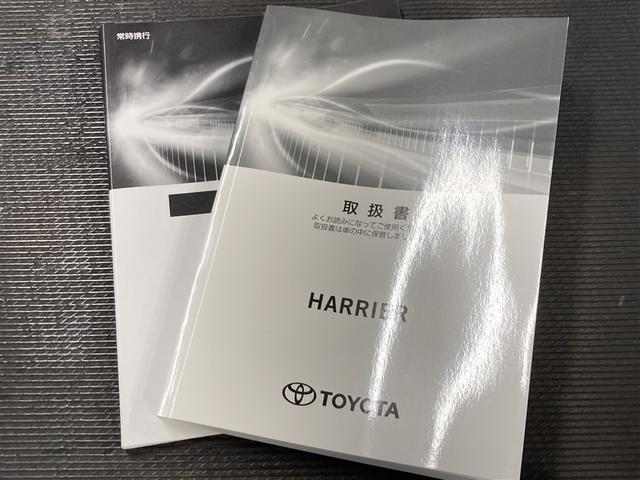 常時携行
取扱書
よくお読みになってご使用く
取扱書は車の中に保管しまし
HARRIER
TOYOTA